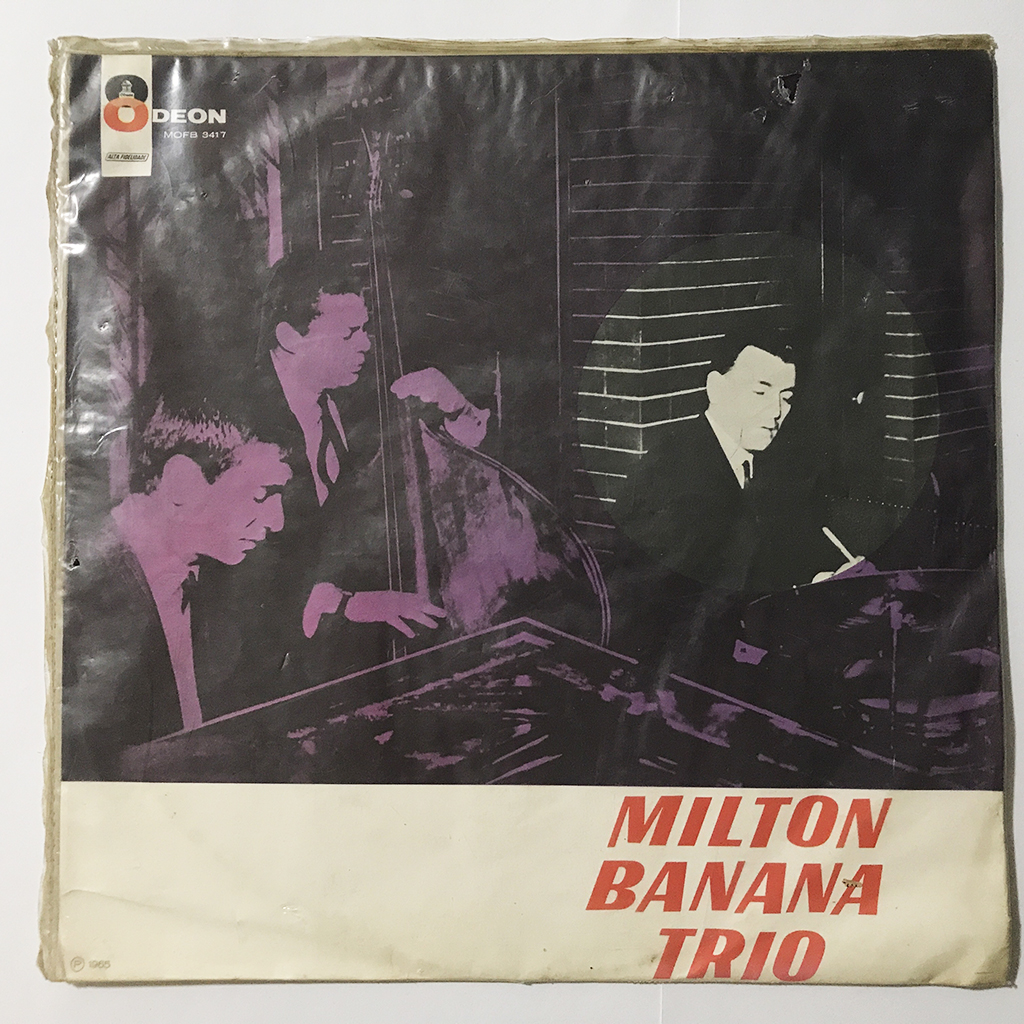 ODEON
MOFB 3417
ALTA FIDELIDADE
MILTON
BANANA
TRIO
℗ 1965